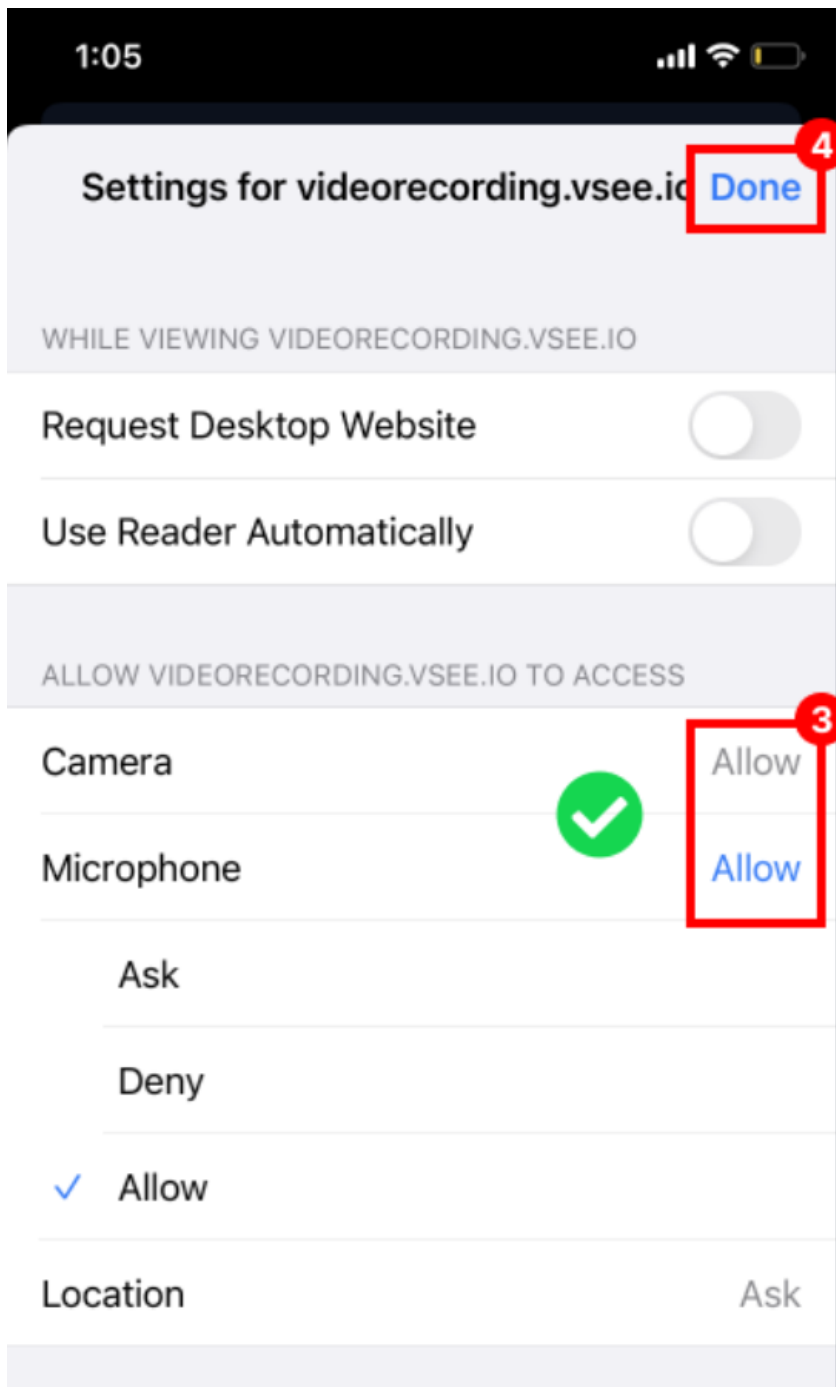 1:05
4
Settings for videorecording.vsee.io Done
WHILE VIEWING VIDEORECORDING.VSEE.IO
Request Desktop Website
Use Reader Automatically
ALLOW VIDEORECORDING.VSEE.IO TO ACCESS
3
Camera Allow
Microphone Allow
Ask
Deny
Allow
Location Ask